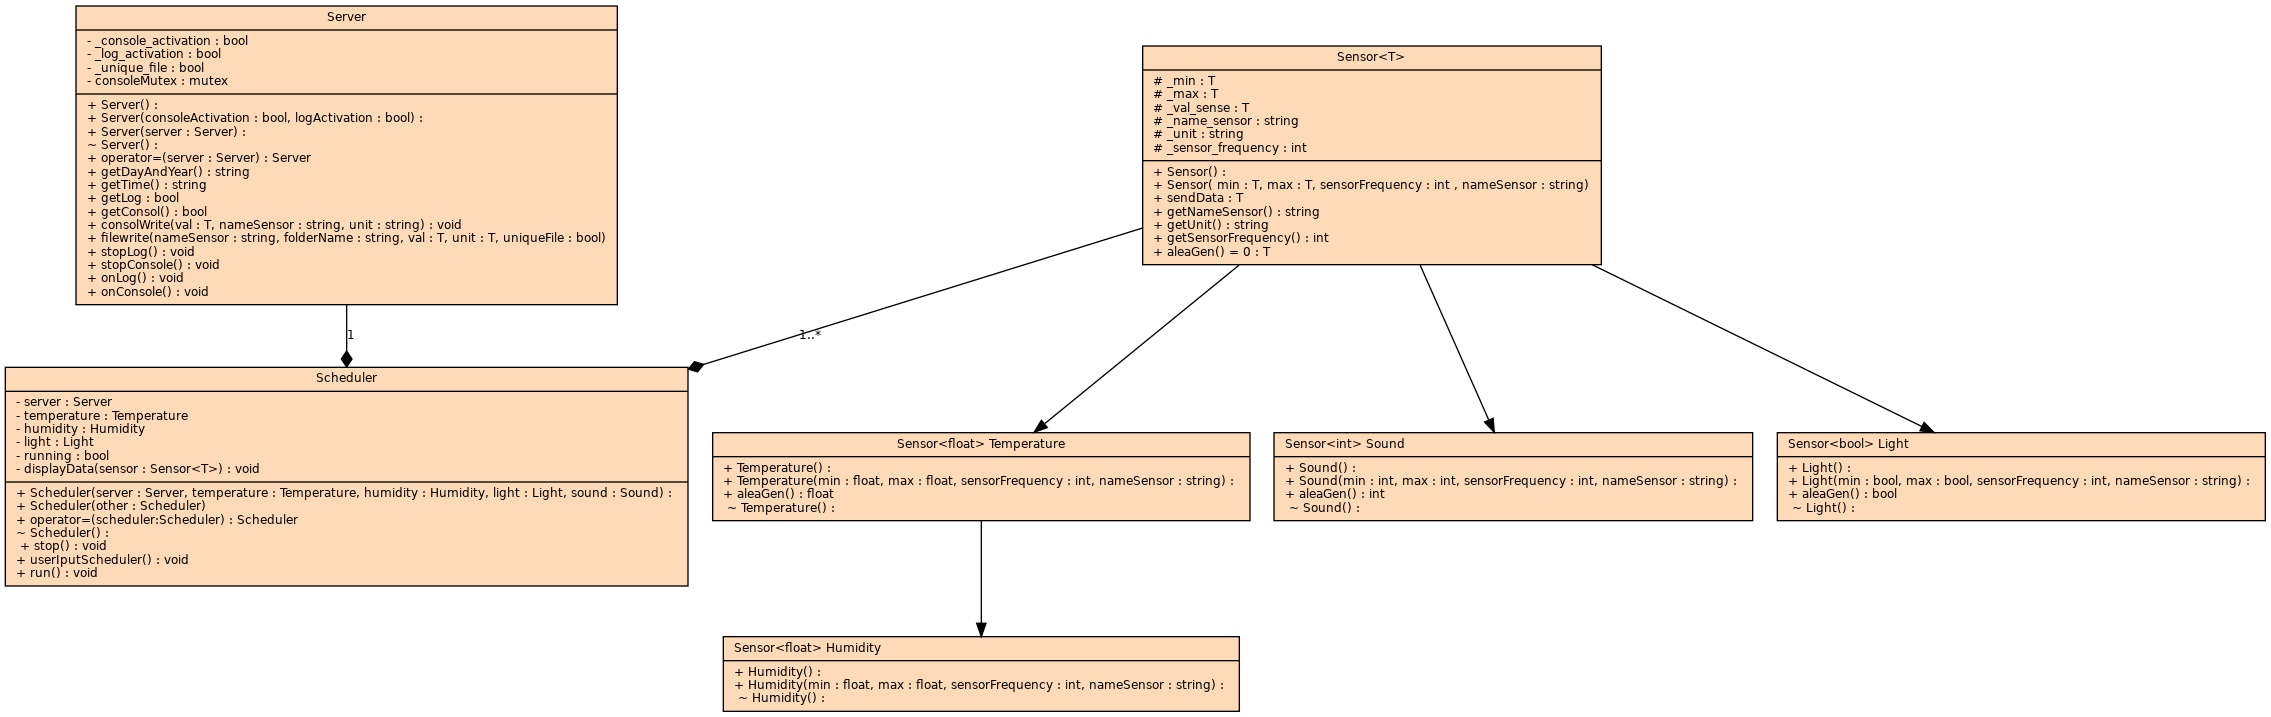 Server
- _console_activation : bool
- _log_activation : bool
- _unique_file : bool
- consoleMutex : mutex
+ Server() :
+ Server(consoleActivation : bool, logActivation : bool) :
+ Server(server : Server) :
~ Server() :
+ operator=(server : Server) : Server
+ getDayAndYear() : string
+ getTime() : string
+ getLog : bool
+ getConsol() : bool
+ consolWrite(val : T, nameSensor : string, unit : string) : void
+ filewrite(nameSensor : string, folderName : string, val : T, unit : T, uniqueFile : bool)
+ stopLog() : void
+ stopConsole() : void
+ onLog() : void
+ onConsole() : void
Sensor<T>
# _min : T
# _max : T
# _val_sense : T
# _name_sensor : string
# _unit : string
# _sensor_frequency : int
+ Sensor() :
+ Sensor( min : T, max : T, sensorFrequency : int , nameSensor : string)
+ sendData : T
+ getNameSensor() : string
+ getUnit() : string
+ getSensorFrequency() : int
+ aleaGen() = 0 : T
1
1..*
Scheduler
- server : Server
- temperature : Temperature
- humidity : Humidity
- light : Light
- running : bool
- displayData(sensor : Sensor<T>) : void
+ Scheduler(server : Server, temperature : Temperature, humidity : Humidity, light : Light, sound : Sound) :
+ Scheduler(other : Scheduler)
+ operator=(scheduler:Scheduler) : Scheduler
~ Scheduler() :
+ stop() : void
+ userIputScheduler() : void
+ run() : void
Sensor<float> Temperature
+ Temperature() :
+ Temperature(min : float, max : float, sensorFrequency : int, nameSensor : string) :
+ aleaGen() : float
~ Temperature() :
Sensor<int> Sound
+ Sound() :
+ Sound(min : int, max : int, sensorFrequency : int, nameSensor : string) :
+ aleaGen() : int
~ Sound() :
Sensor<bool> Light
+ Light() :
+ Light(min : bool, max : bool, sensorFrequency : int, nameSensor : string) :
+ aleaGen() : bool
~ Light() :
Sensor<float> Humidity
+ Humidity() :
+ Humidity(min : float, max : float, sensorFrequency : int, nameSensor : string) :
~ Humidity() :